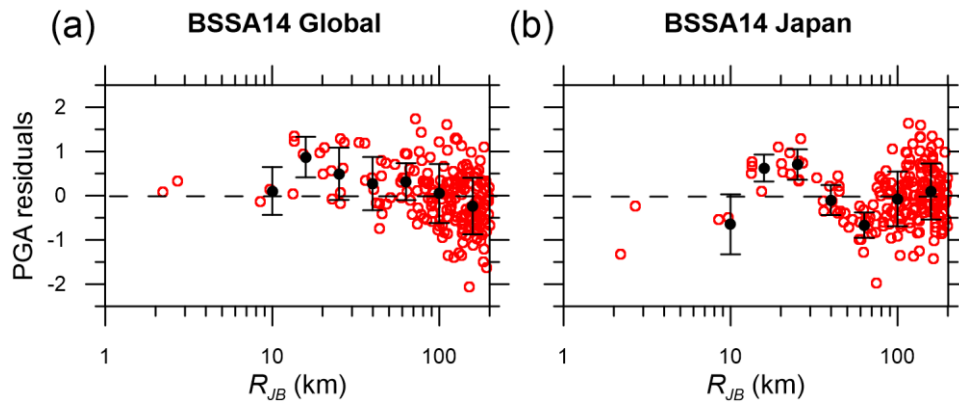 (a) BSSA14 Global
(b) BSSA14 Japan
PGA residuals
2
1
0
-1
-2
1 10 100
1 10 100
R_JB (km)
R_JB (km)